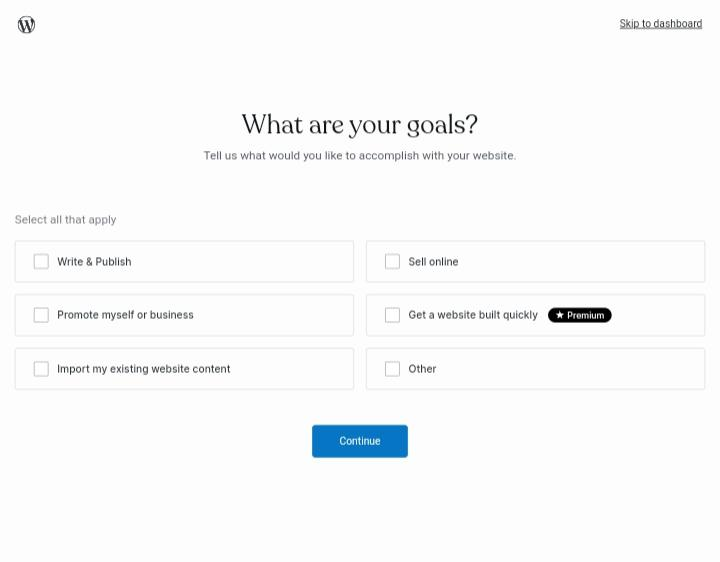 Skip to dashboard
What are your goals?
Tell us what would you like to accomplish with your website.
Select all that apply
Write & Publish
Sell online
Promote myself or business
Get a website built quickly ★ Premium
Import my existing website content
Other
Continue